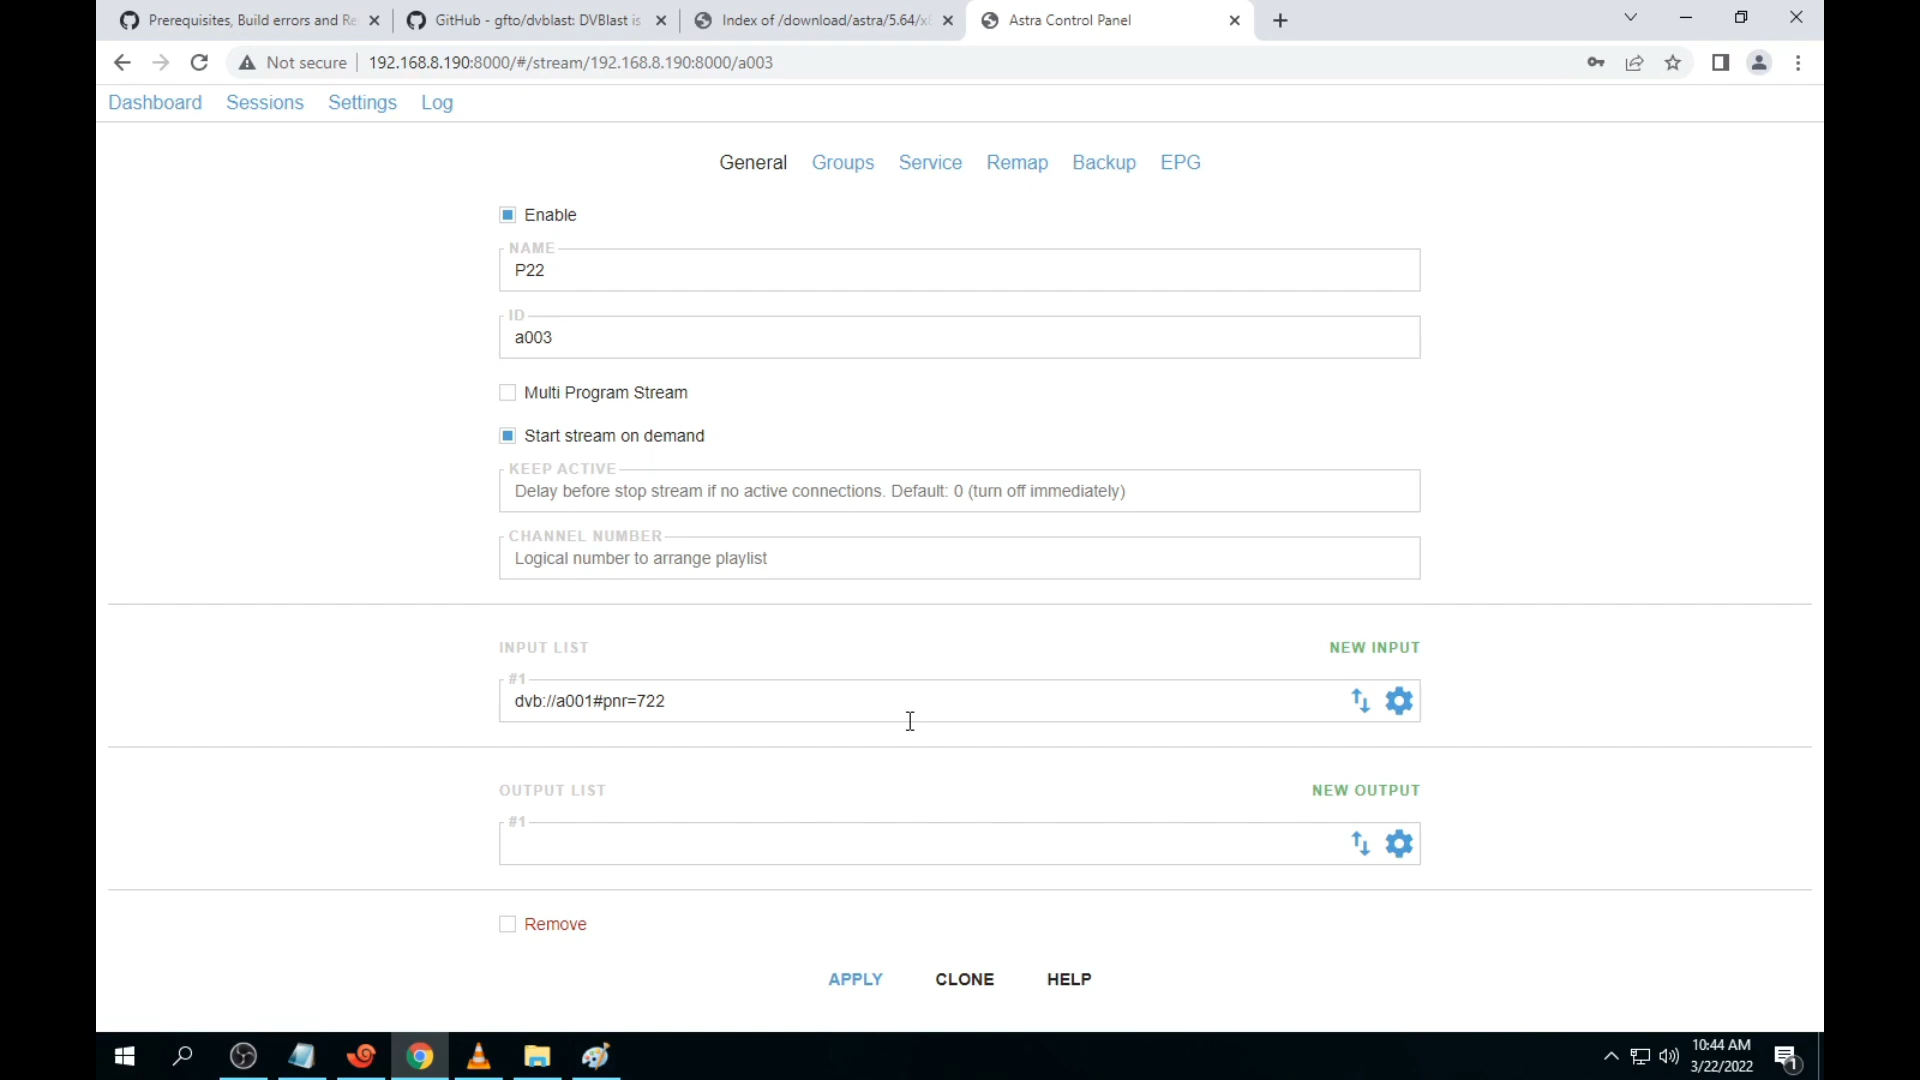 Prerequisites, Build errors and Re
GitHub - gfto/dvblast: DVBlast is
Index of /download/astra/5.64/x
Astra Control Panel
Not secure
192.168.8.190:8000/#/stream/192.168.8.190:8000/a003
Dashboard Sessions Settings Log
General Groups Service Remap Backup EPG
Enable
NAME
P22
ID
a003
Multi Program Stream
Start stream on demand
KEEP ACTIVE
Delay before stop stream if no active connections. Default: 0 (turn off immediately)
CHANNEL NUMBER
Logical number to arrange playlist
INPUT LIST NEW INPUT
#1
dvb://a001#pnr=722
OUTPUT LIST NEW OUTPUT
#1
Remove
APPLY CLONE HELP
10:44 AM
3/22/2022
1